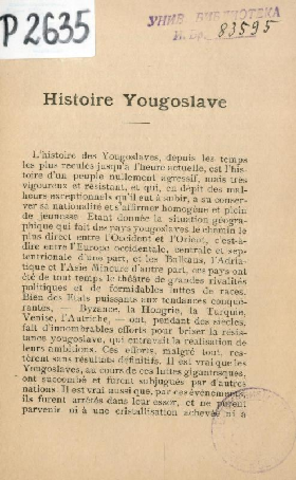 P 2635
УНИВ. БИБЛИОТЕКА
И. Бр. 83595
Histoire Yougoslave
L'histoire des Yougoslaves, depuis les temps
les plus reculés jusqu'à l'heure actuelle, est l'his-
toire d'un peuple nullement agressif, mais très
vigoureux et résistant, et qui, en dépit des mal-
heurs exceptionnels qu'il eut à subir, a su conser-
ver sa nationalité et s'affirmer homogène et plein
de jeunesse. Etant donnée la situation géogra-
phique qui fait des pays yougoslaves le chemin le
plus direct entre l'Occident et l'Orient, c'est-à-
dire entre l'Europe occidentale, centrale et sep-
tentrionale d'une part, et les Balkans, l'Adria-
tique et l'Asie Mineure d'autre part, ces pays ont
été de tout temps le théâtre de grandes rivalités
politiques et de formidables luttes de races.
Bien des Etats puissants aux tendances conqué-
rantes, — Byzance, la Hongrie, la Turquie,
Venise, l'Autriche, — ont, pendant des siècles,
fait d'innombrables efforts pour briser la résis-
tance yougoslave, qui entravait la réalisation de
leurs ambitions. Ces efforts, malgré tout, res-
tèrent sans résultats définitifs. Il est vrai que les
Yougoslaves, au cours de ces luttes gigantesques,
ont succombé et furent subjugués par d'autres
nations. Il est vrai aussi que, par ces événements,
ils furent arrêtés dans leur essor, et ne purent
parvenir ni à une cristallisation achevée ni à